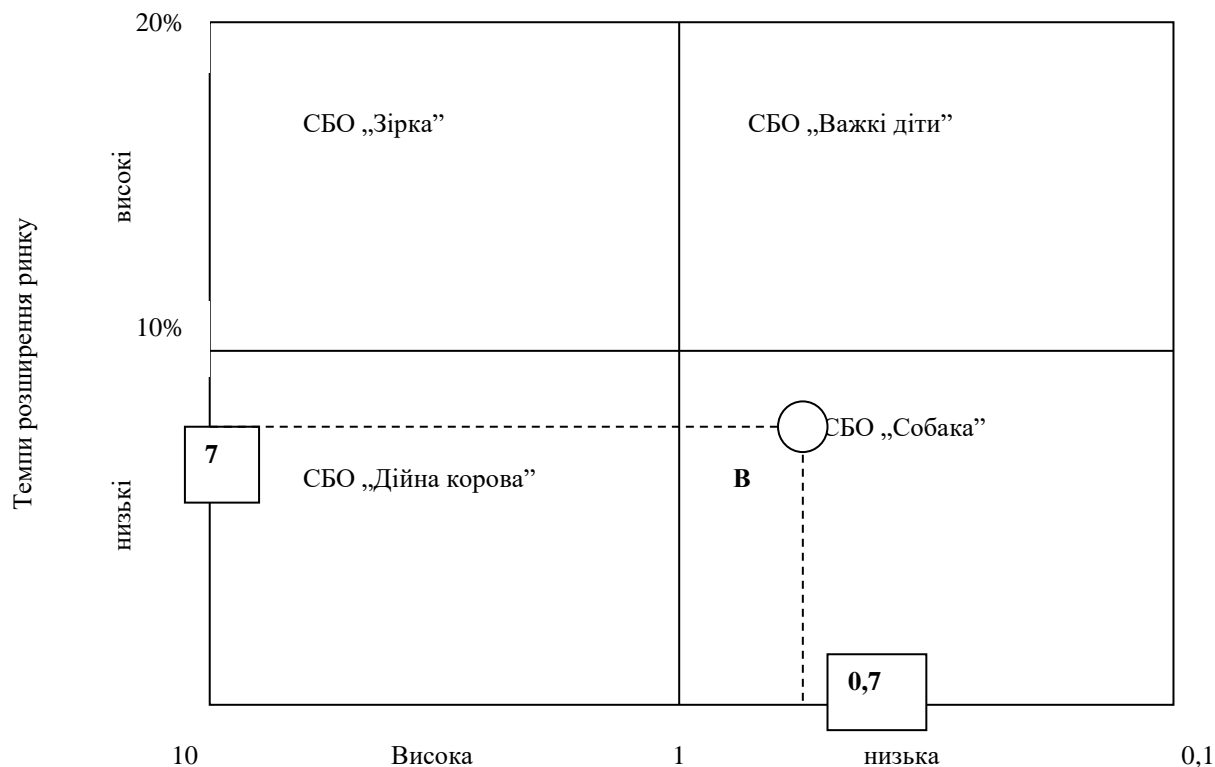 20%
СБО „Зірка”
СБО „Важкі діти”
високі
Темпи розширення ринку
10%
СБО „Собака”
7
СБО „Дійна корова”
В
низькі
0,7
10
Висока
1
низька
0,1